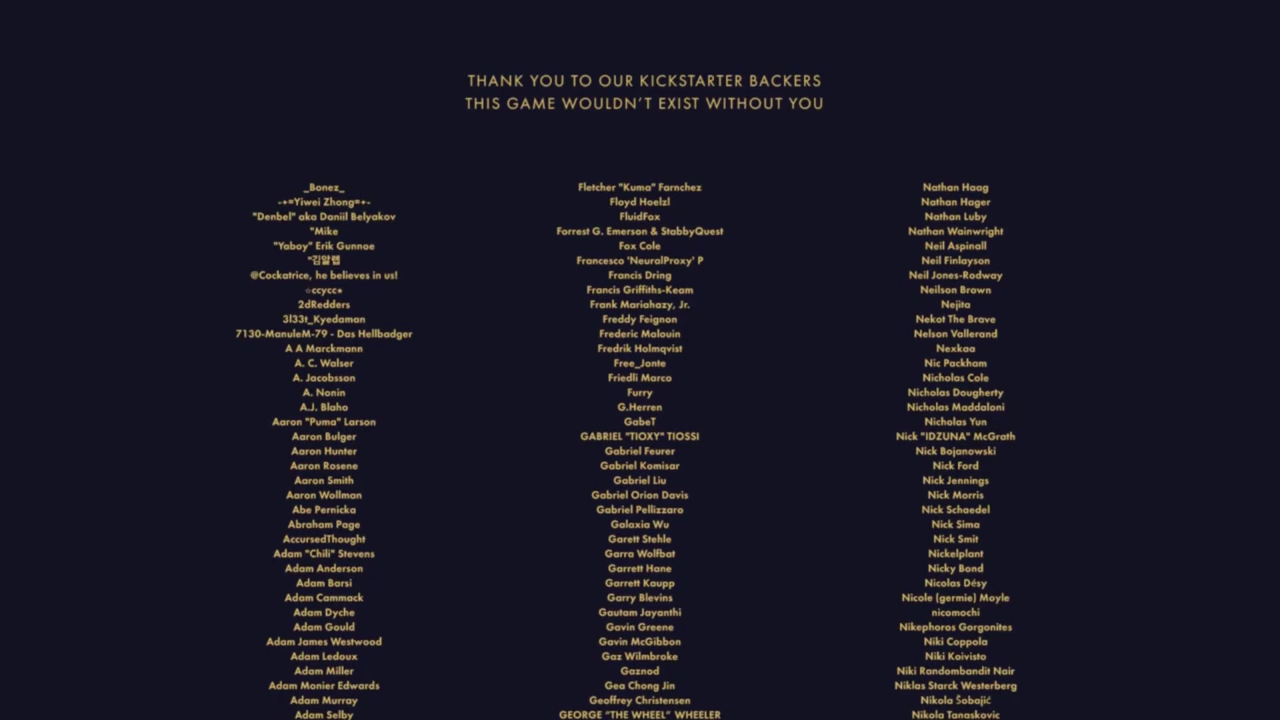 THANK YOU TO OUR KICKSTARTER BACKERS
THIS GAME WOULDN'T EXIST WITHOUT YOU
_Bonez_
-+=Yiwei Zhong=+-
"Denbel" aka Daniil Belyakov
"Mike
"Yaboy" Erik Gunnoe
"김알렙
@Cockatrice, he believes in us!
☆ccycc★
2dRedders
3l33t_Kyedaman
7130-ManuleM-79 - Das Hellbadger
A A Marckmann
A. C. Walser
A. Jacobsson
A. Nonin
A.J. Blaho
Aaron "Puma" Larson
Aaron Bulger
Aaron Hunter
Aaron Rosene
Aaron Smith
Aaron Wollman
Abe Pernicka
Abraham Page
AccursedThought
Adam "Chili" Stevens
Adam Anderson
Adam Barsi
Adam Cammack
Adam Dyche
Adam Gould
Adam James Westwood
Adam Ledoux
Adam Miller
Adam Monier Edwards
Adam Murray
Adam Selby
Fletcher "Kuma" Farnchez
Floyd Hoelzl
FluidFox
Forrest G. Emerson & StabbyQuest
Fox Cole
Francesco 'NeuralProxy' P
Francis Dring
Francis Griffiths-Keam
Frank Mariahazy, Jr.
Freddy Feignon
Frederic Malouin
Fredrik Holmqvist
Free_Jonte
Friedli Marco
Furry
G.Herren
GabeT
GABRIEL "TIOXY" TIOSSI
Gabriel Feurer
Gabriel Komisar
Gabriel Liu
Gabriel Orion Davis
Gabriel Pellizzaro
Galaxia Wu
Garett Stehle
Garra Wolfbat
Garrett Hane
Garrett Kaupp
Garry Blevins
Gautam Jayanthi
Gavin Greene
Gavin McGibbon
Gaz Wilmbroke
Gaznod
Gea Chong Jin
Geoffrey Christensen
GEORGE "THE WHEEL" WHEELER
Nathan Haag
Nathan Hager
Nathan Luby
Nathan Wainwright
Neil Aspinall
Neil Finlayson
Neil Jones-Rodway
Neilson Brown
Nejita
Nekot The Brave
Nelson Vallerand
Nexkaa
Nic Packham
Nicholas Cole
Nicholas Dougherty
Nicholas Maddaloni
Nicholas Yun
Nick "IDZUNA" McGrath
Nick Bojanowski
Nick Ford
Nick Jennings
Nick Morris
Nick Schaedel
Nick Sima
Nick Smit
Nickelplant
Nicky Bond
Nicolas Désy
Nicole (germie) Moyle
nicomochi
Nikephoros Gorgonites
Niki Coppola
Niki Koivisto
Niki Randombandit Nair
Niklas Starck Westerberg
Nikola Šobajić
Nikola Tanaskovic